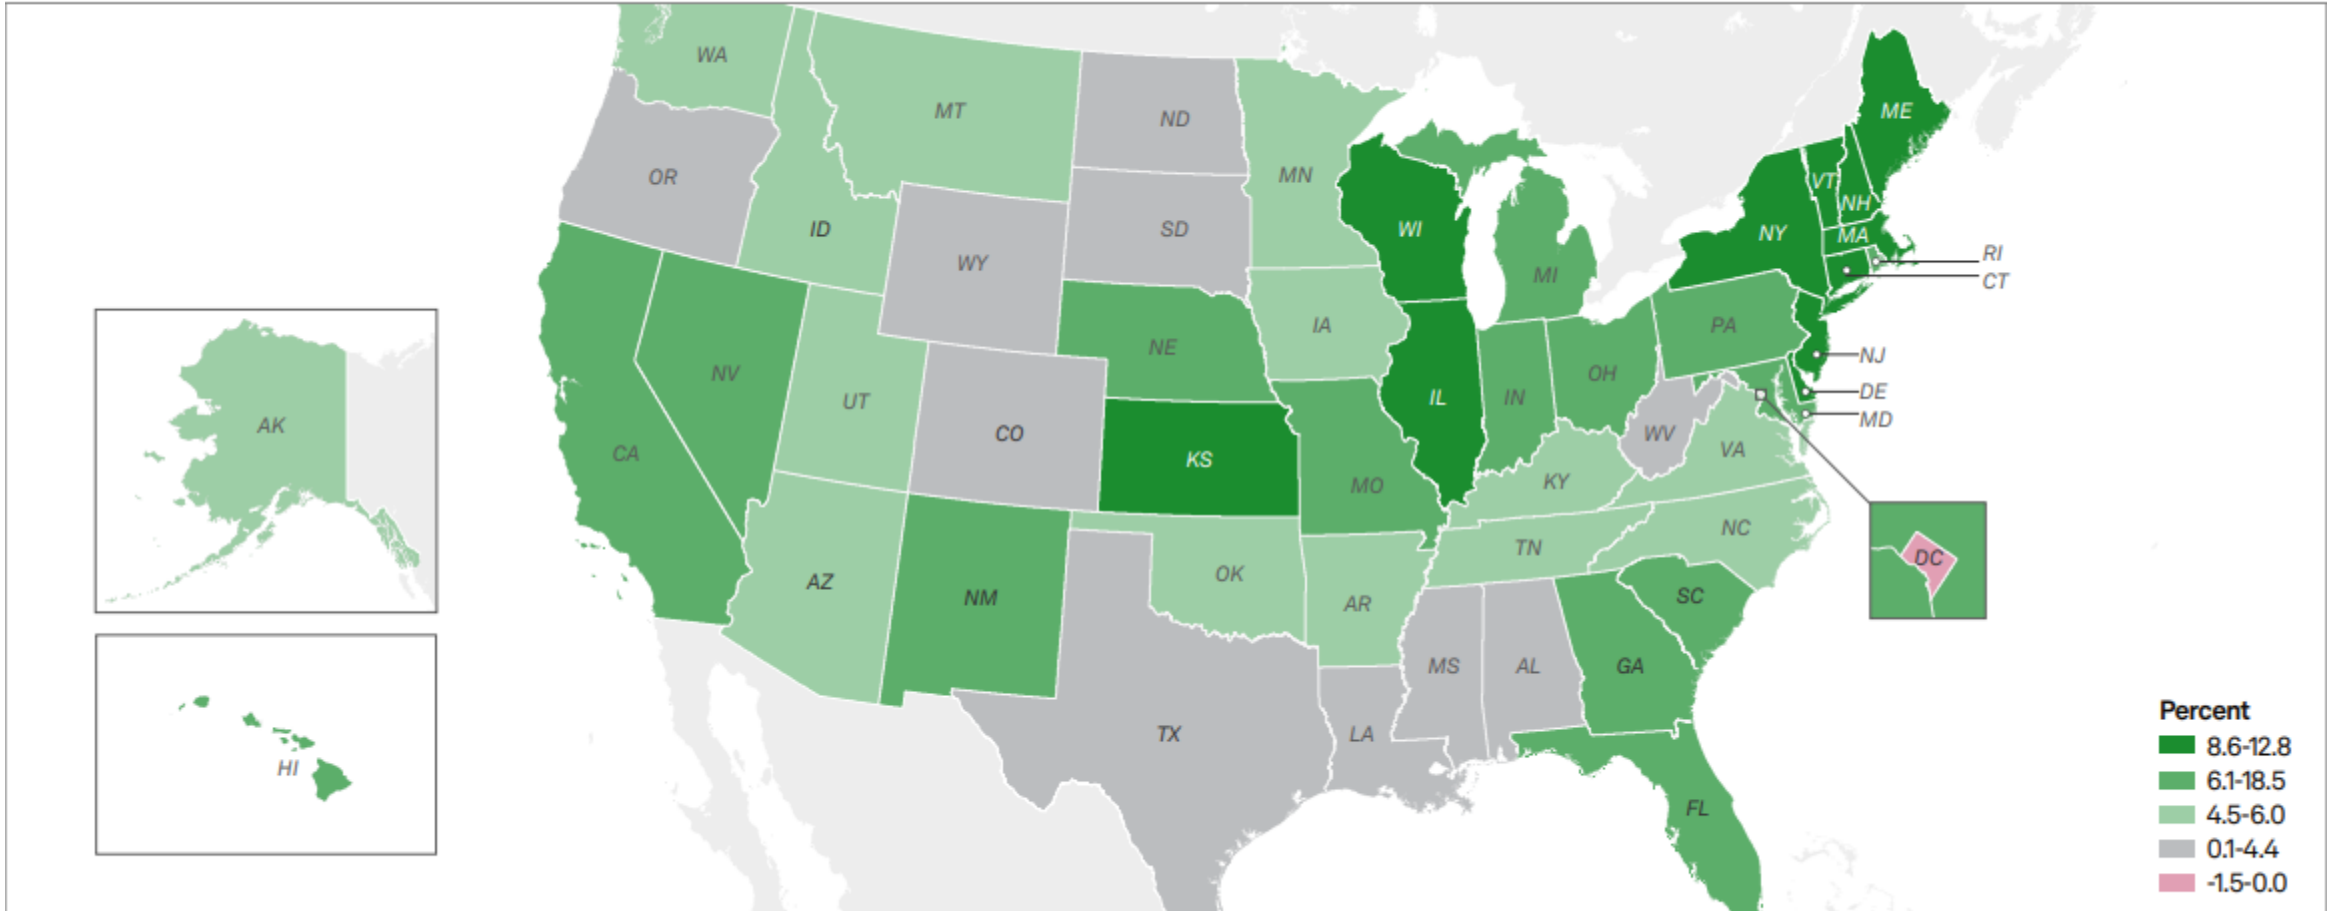 WA
MT
ND
MN
OR
ID
WY
SD
WI
MI
ME
VT
NH
NY
MA
RI
CT
NV
UT
CO
NE
IA
IL
IN
OH
PA
NJ
DE
MD
CA
KS
MO
KY
WV
VA
AK
AZ
NM
OK
AR
TN
NC
DC
SC
MS
AL
GA
TX
LA
HI
FL
Percent
8.6-12.8
6.1-18.5
4.5-6.0
0.1-4.4
-1.5-0.0